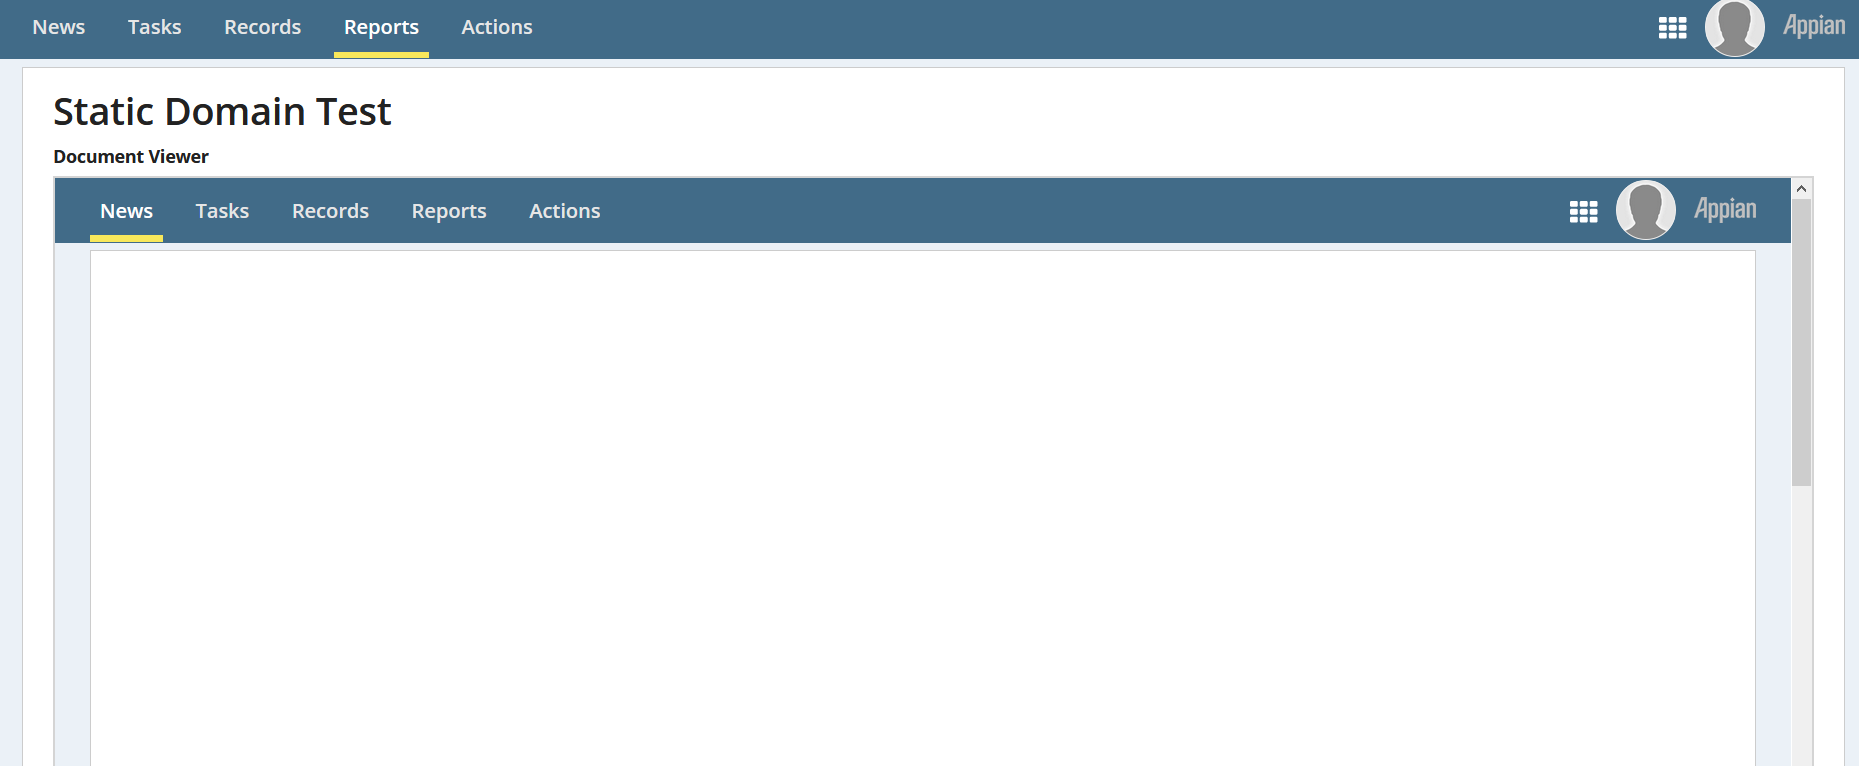 News Tasks Records Reports Actions Appian
Static Domain Test
Document Viewer
News Tasks Records Reports Actions Appian